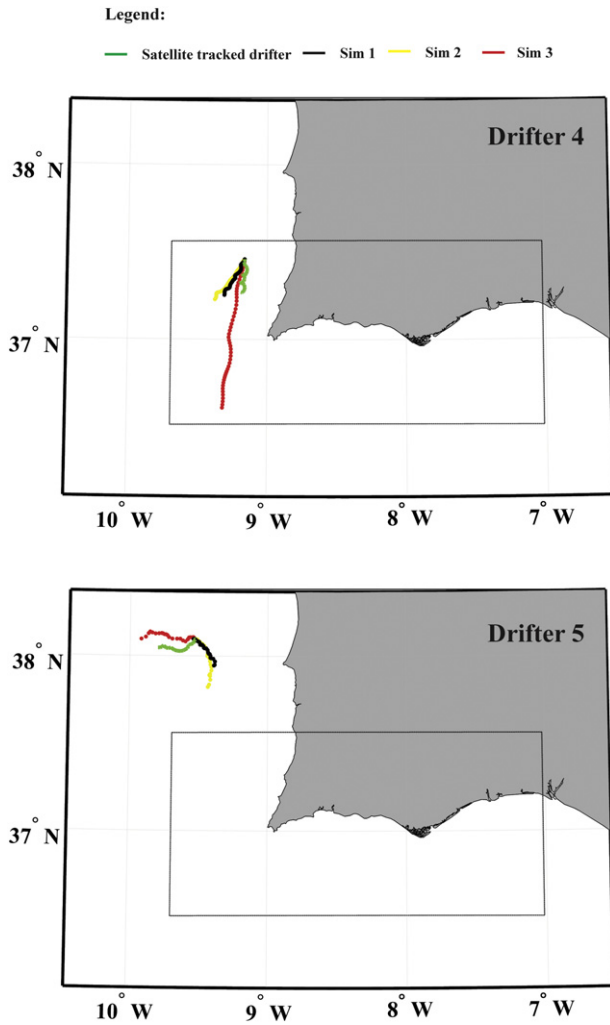 Legend:
Satellite tracked drifter Sim 1 Sim 2 Sim 3
Drifter 4
38° N
37° N
10° W 9° W 8° W 7° W
Drifter 5
38° N
37° N
10° W 9° W 8° W 7° W